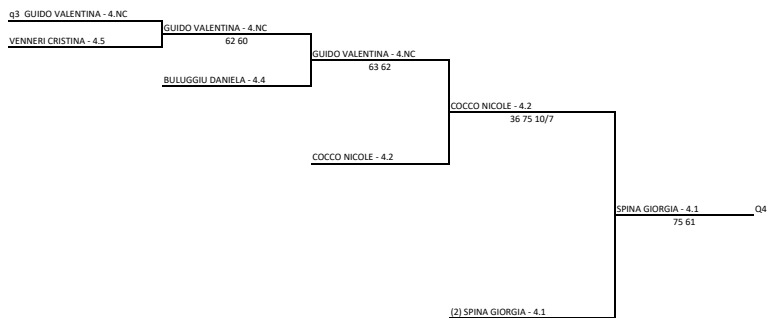 q3 GUIDO VALENTINA - 4.NC
GUIDO VALENTINA - 4.NC
VENNERI CRISTINA - 4.5
62 60
GUIDO VALENTINA - 4.NC
63 62
BULUGGIU DANIELA - 4.4
COCCO NICOLE - 4.2
36 75 10/7
COCCO NICOLE - 4.2
SPINA GIORGIA - 4.1 Q4
75 61
(2) SPINA GIORGIA - 4.1